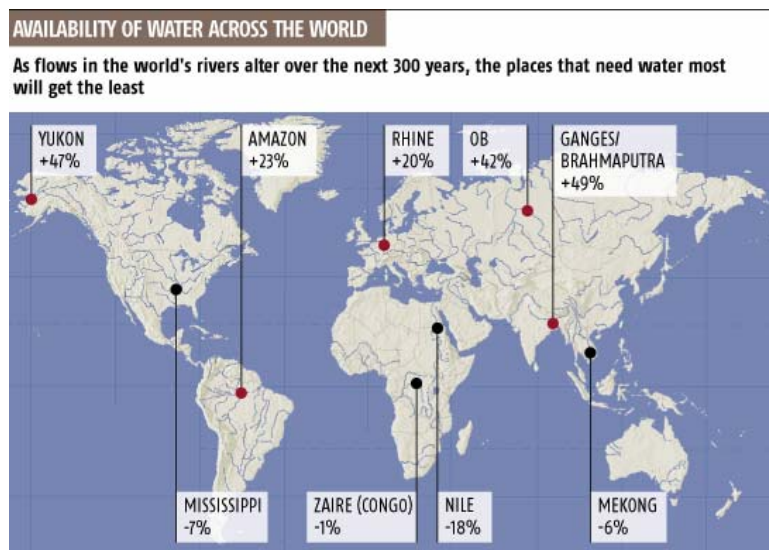 AVAILABILITY OF WATER ACROSS THE WORLD
As flows in the world's rivers alter over the next 300 years, the places that need water most
will get the least
YUKON
+47%
AMAZON
+23%
RHINE
+20%
OB
+42%
GANGES/
BRAHMAPUTRA
+49%
MISSISSIPPI
-7%
ZAIRE (CONGO)
-1%
NILE
-18%
MEKONG
-6%